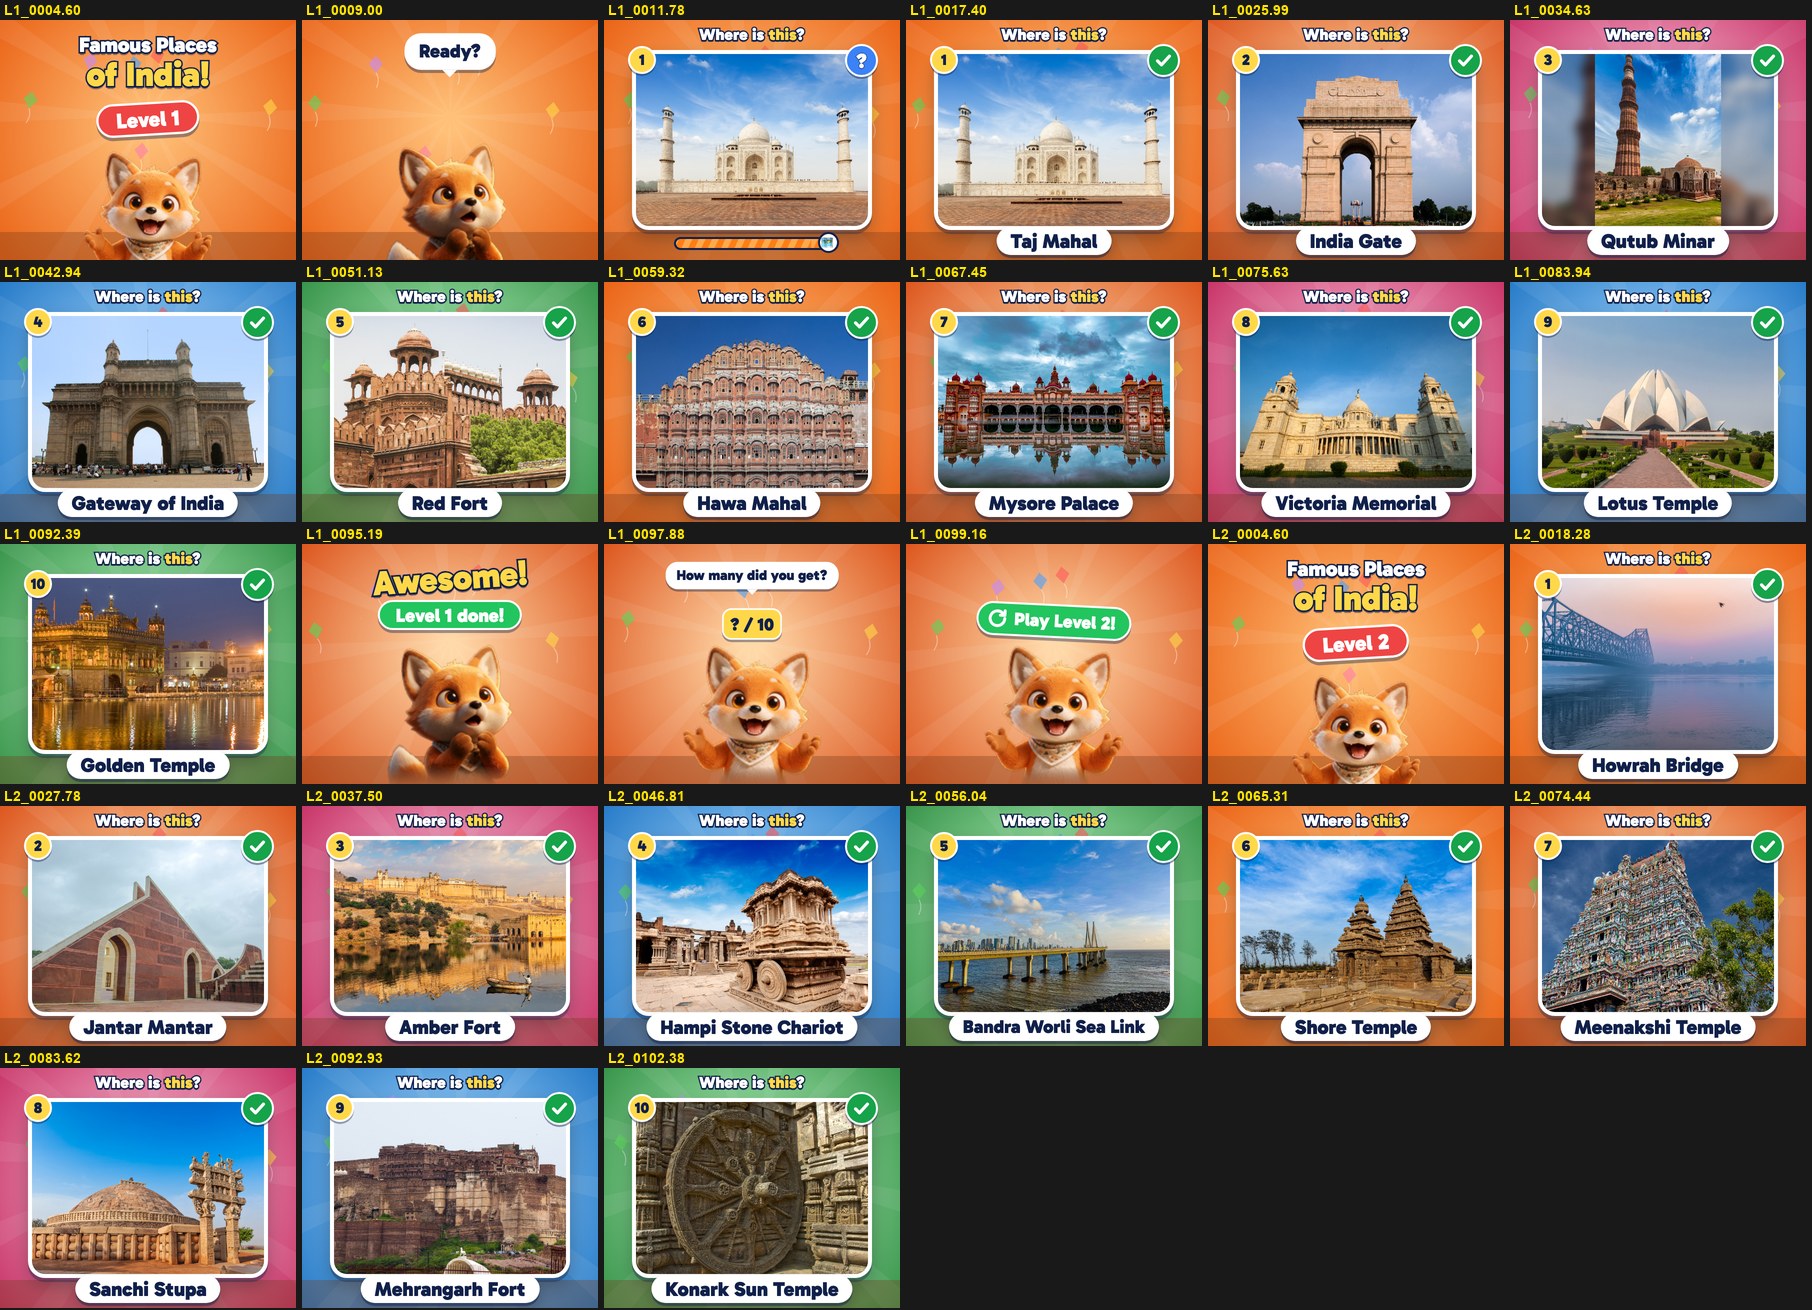 L1_0004.60
Famous Places
of India!
Level 1
L1_0009.00
Ready?
L1_0011.78
Where is this?
1
?
L1_0017.40
Where is this?
1
Taj Mahal
L1_0025.99
Where is this?
2
India Gate
L1_0034.63
Where is this?
3
Qutub Minar
L1_0042.94
Where is this?
4
Gateway of India
L1_0051.13
Where is this?
5
Red Fort
L1_0059.32
Where is this?
6
Hawa Mahal
L1_0067.45
Where is this?
7
Mysore Palace
L1_0075.63
Where is this?
8
Victoria Memorial
L1_0083.94
Where is this?
9
Lotus Temple
L1_0092.39
Where is this?
10
Golden Temple
L1_0095.19
Awesome!
Level 1 done!
L1_0097.88
How many did you get?
? / 10
L1_0099.16
Play Level 2!
L2_0004.60
Famous Places
of India!
Level 2
L2_0018.28
Where is this?
1
Howrah Bridge
L2_0027.78
Where is this?
2
Jantar Mantar
L2_0037.50
Where is this?
3
Amber Fort
L2_0046.81
Where is this?
4
Hampi Stone Chariot
L2_0056.04
Where is this?
5
Bandra Worli Sea Link
L2_0065.31
Where is this?
6
Shore Temple
L2_0074.44
Where is this?
7
Meenakshi Temple
L2_0083.62
Where is this?
8
Sanchi Stupa
L2_0092.93
Where is this?
9
Mehrangarh Fort
L2_0102.38
Where is this?
10
Konark Sun Temple